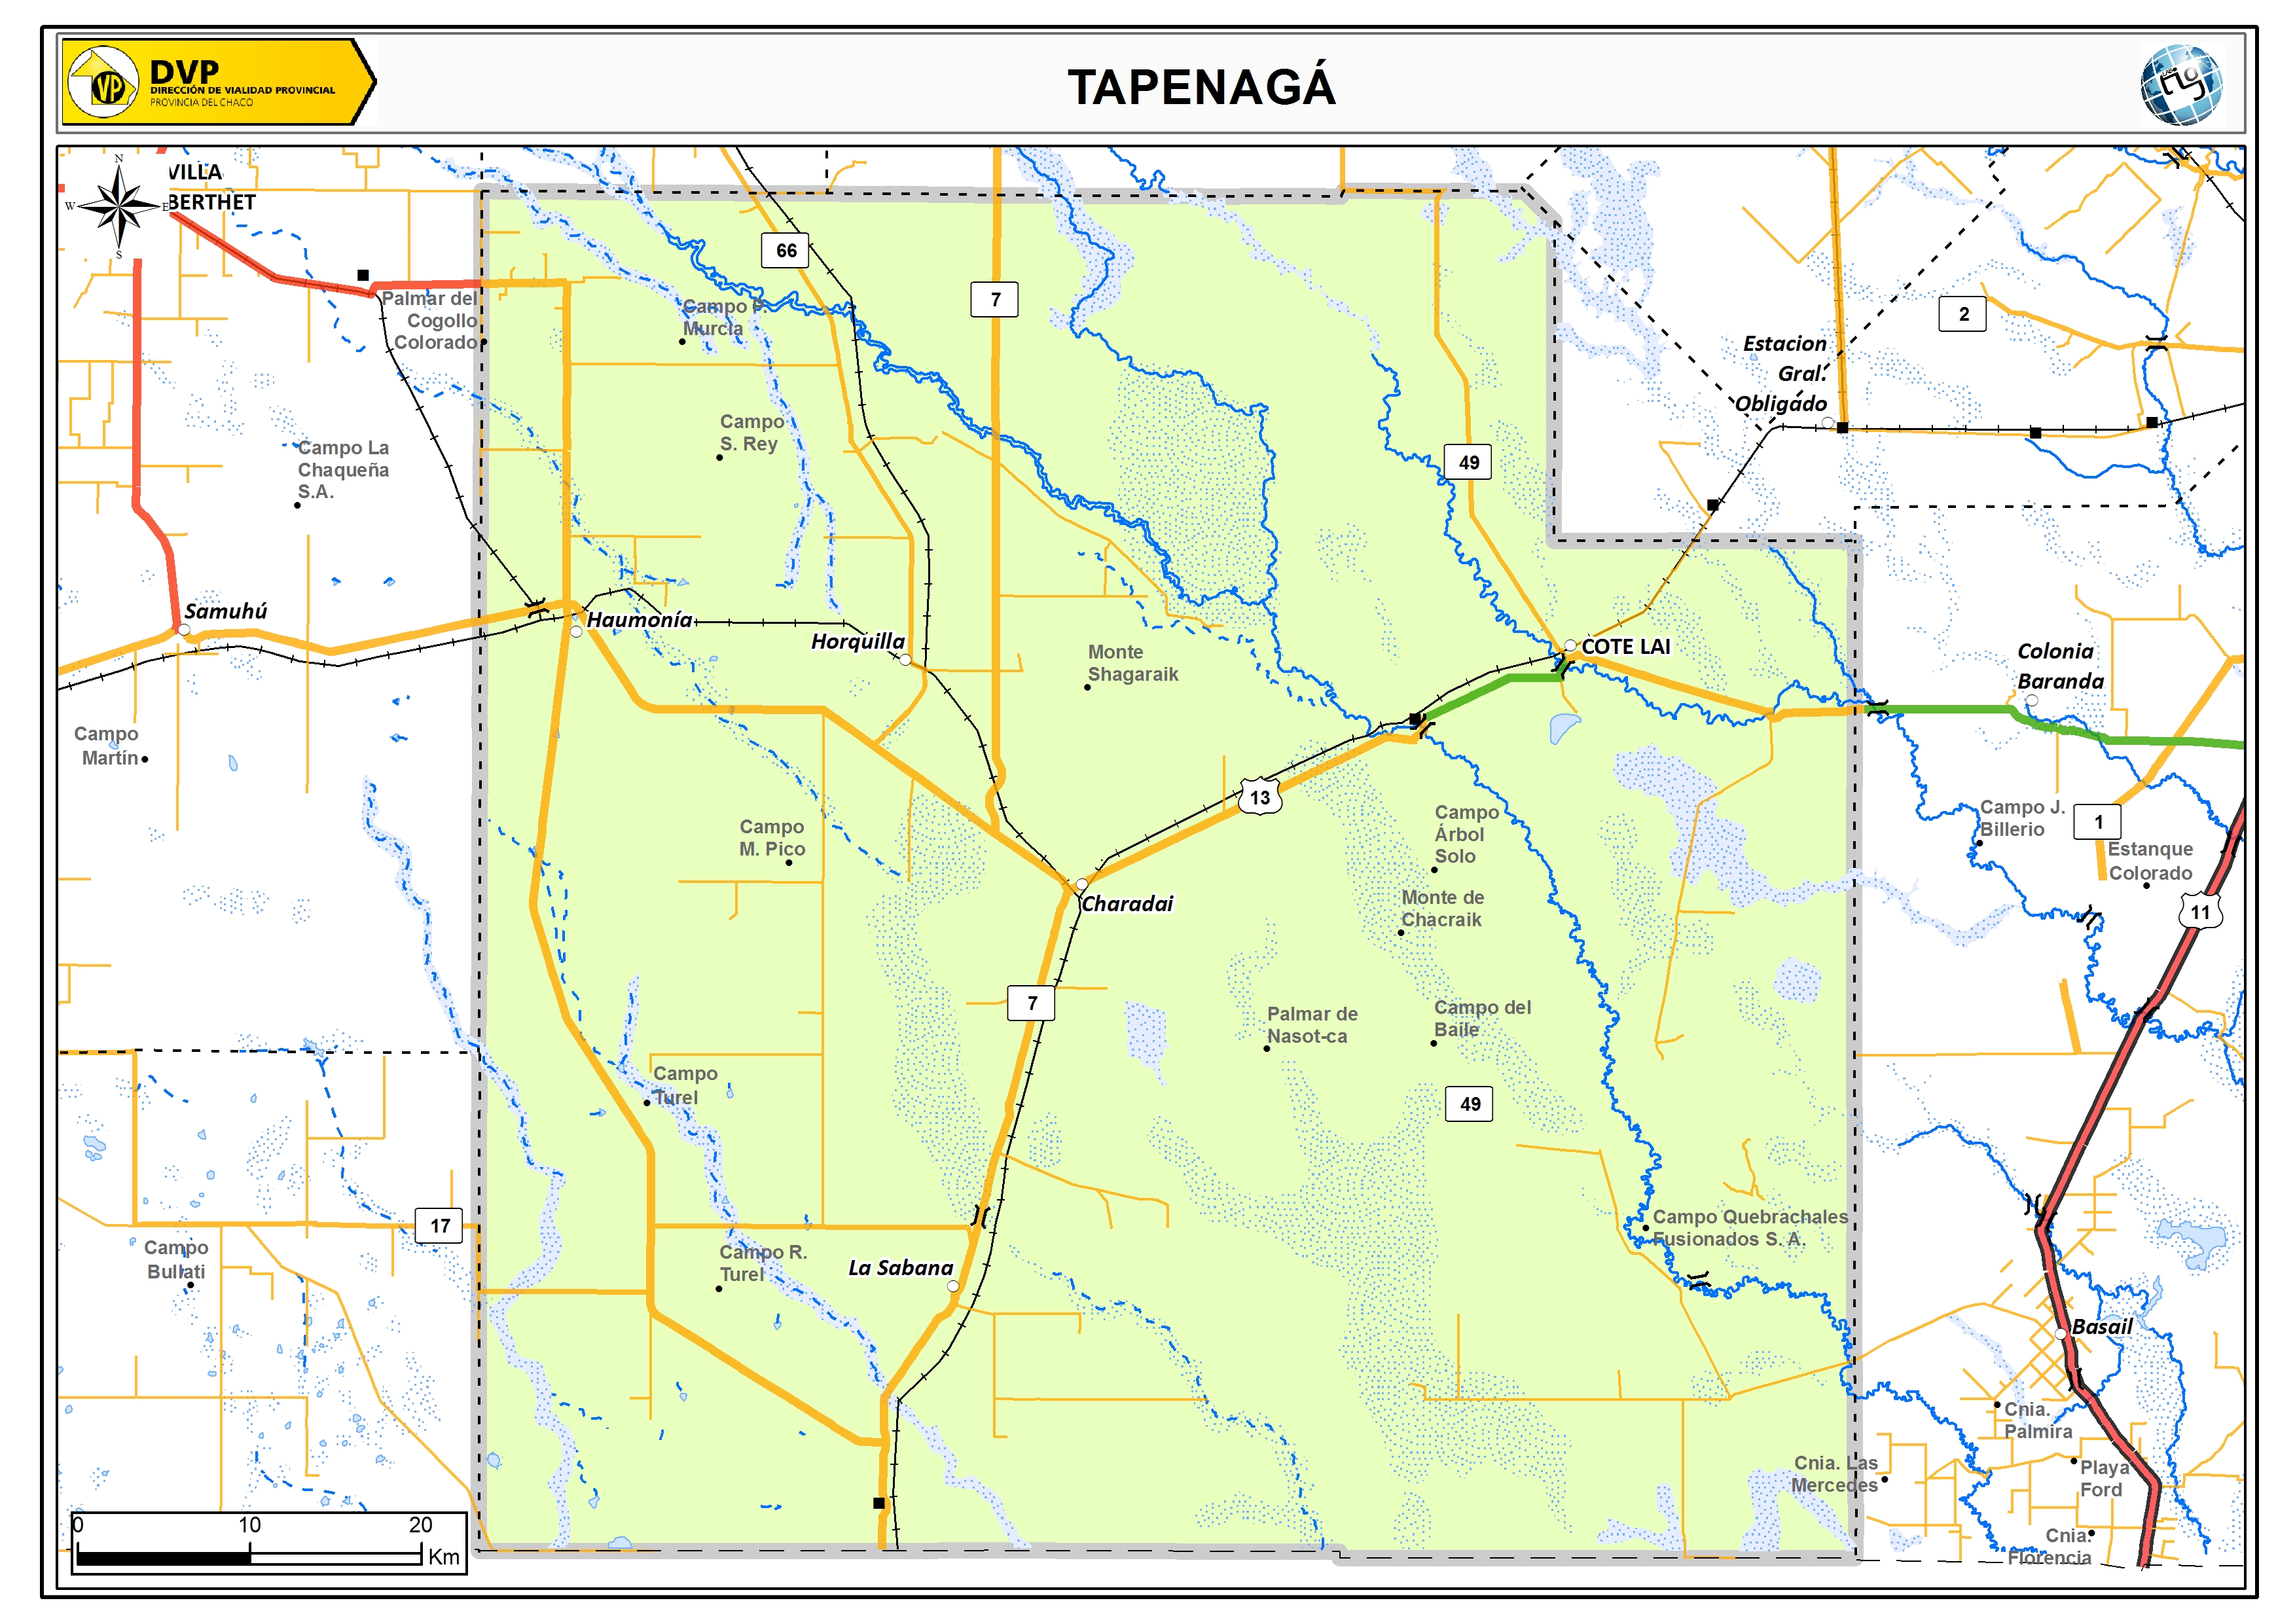 DVP
DIRECCIÓN DE VIALIDAD PROVINCIAL
PROVINCIA DEL CHACO
VP
TAPENAGÁ
N
W
E
S
VILLA
BERTHET
66
7
2
Palmar del
Cogollo
Colorado
Campo P.
Murcia
Estacion
Gral.
Obligado
Campo
S. Rey
Campo La
Chaqueña
S.A.
49
Samuhú
Haumonía
Horquilla
Monte
Shagaraik
COTE LAI
Colonia
Baranda
Campo
Martín
13
Campo
M. Pico
Campo
Árbol
Solo
Campo J.
Billerio
1
Estanque
Colorado
Charadai
Monte de
Chacraik
11
7
Palmar de
Nasot-ca
Campo del
Baile
Campo
Turel
49
17
Campo
Bullati
Campo R.
Turel
La Sabana
Campo Quebrachales
Fusionados S. A.
Basail
Cnia.
Palmira
Cnia. Las
Mercedes
Playa
Ford
Cnia.
Florencia
0 10 20
Km